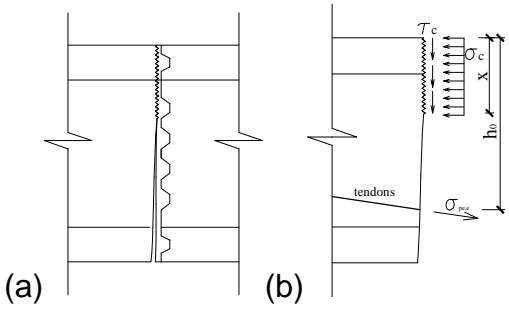 τc
σc
x
h0
tendons
σpe,e
(a)
(b)